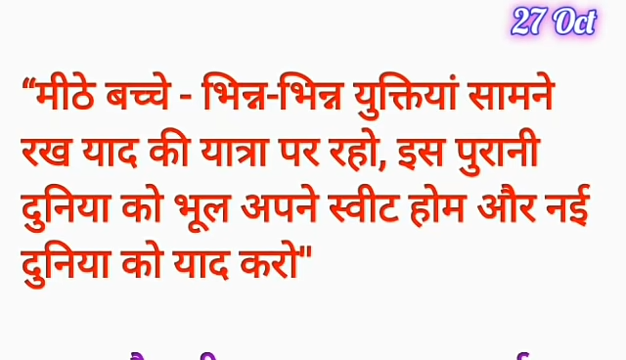 27 Oct
“मीठे बच्चे - भिन्न-भिन्न युक्तियां सामने
रख याद की यात्रा पर रहो, इस पुरानी
दुनिया को भूल अपने स्वीट होम और नई
दुनिया को याद करो"